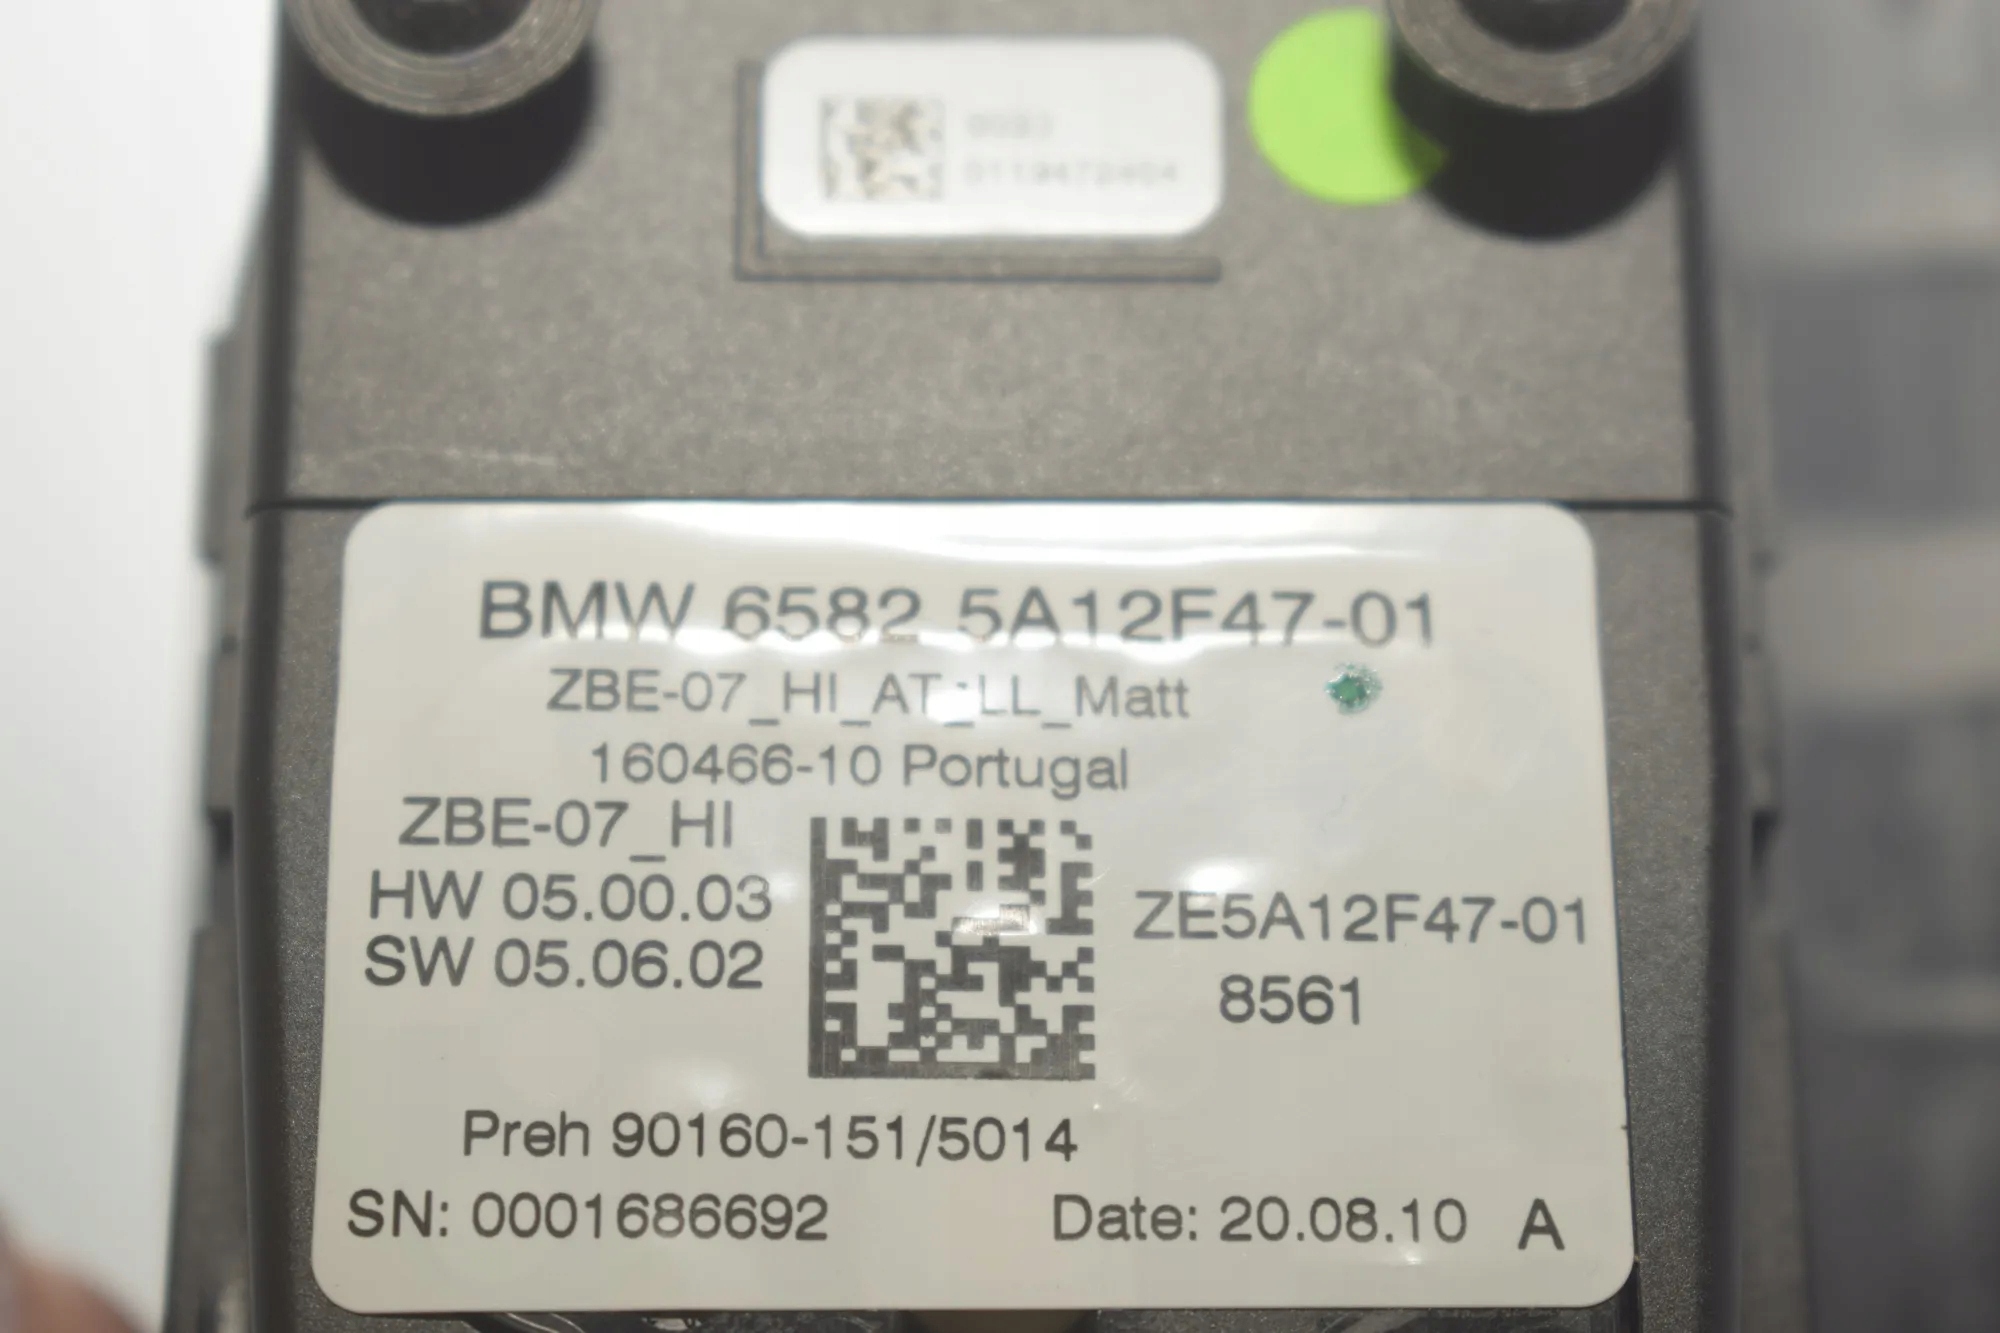 BMW 6582 5A12F47-01
ZBE-07_HI_AT_LL_Matt
160466-10 Portugal
ZBE-07_HI
HW 05.00.03
SW 05.06.02
ZE5A12F47-01
8561
Preh 90160-151/5014
SN: 0001686692
Date: 20.08.10 A